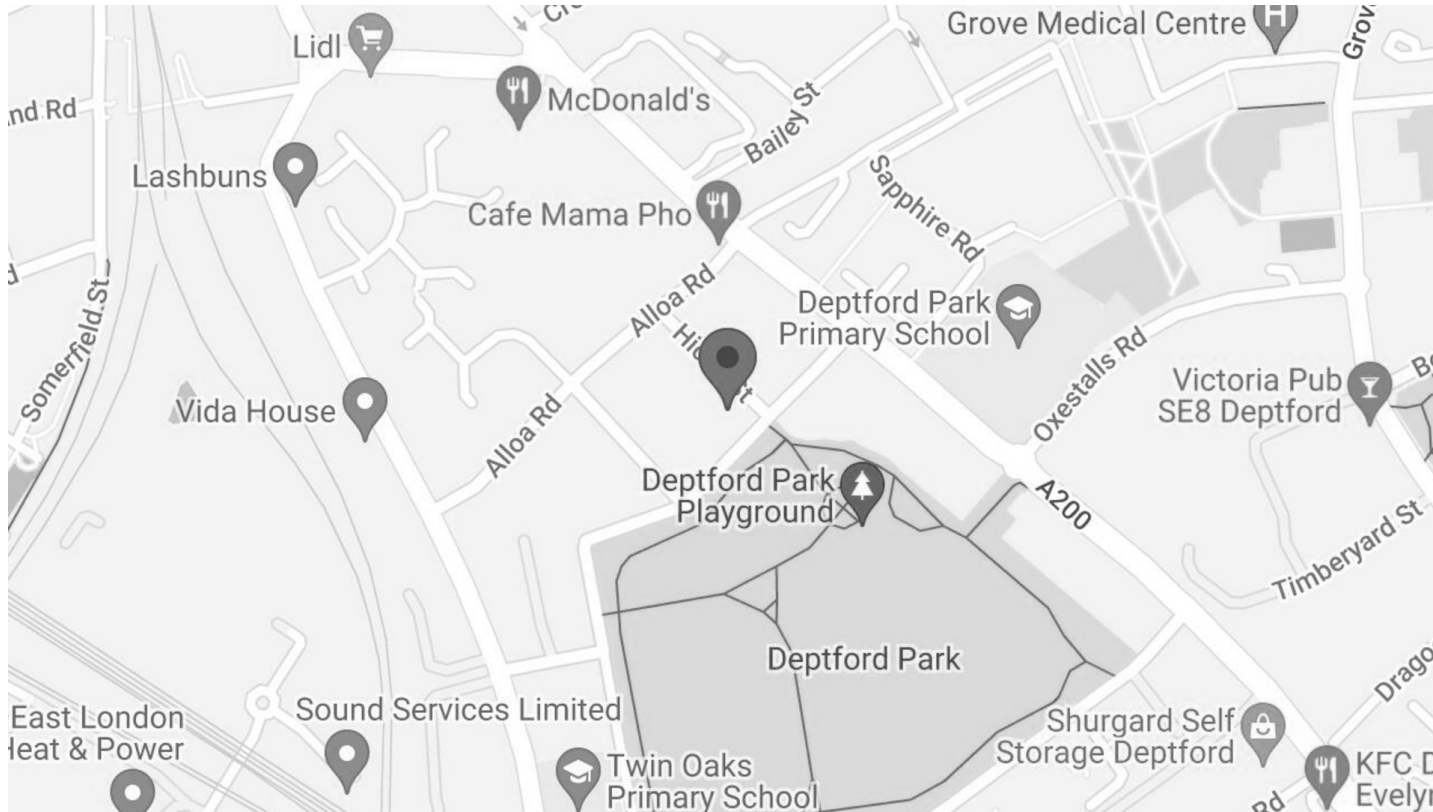 Grove Medical Centre
Lidl
McDonald's
Bailey St
Lashbuns
Cafe Mama Pho
Sapphire Rd
Alloa Rd
Deptford Park
Primary School
Somerfield St
Oxestalls Rd
Vida House
Victoria Pub
SE8 Deptford
Alloa Rd
Deptford Park
Playground
A200
Timberyard St
Deptford Park
East London
Heat & Power
Sound Services Limited
Shurgard Self
Storage Deptford
Twin Oaks
Primary School
KFC
Rd